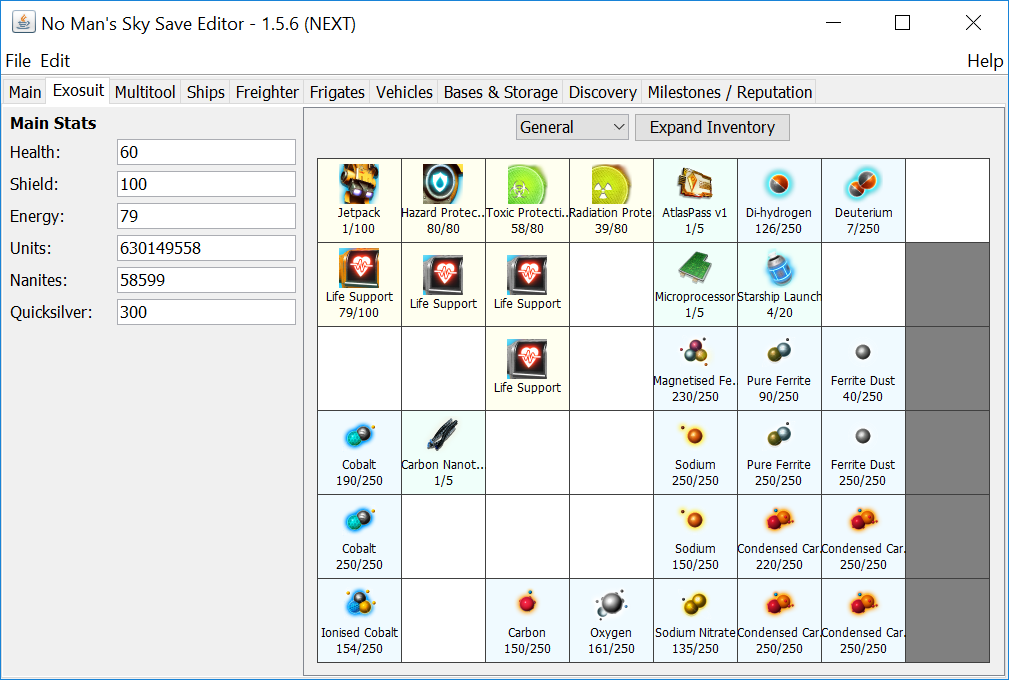 No Man's Sky Save Editor - 1.5.6 (NEXT)
File Edit Help
Main Exosuit Multitool Ships Freighter Frigates Vehicles Bases & Storage Discovery Milestones / Reputation
Main Stats
Health: 60
Shield: 100
Energy: 79
Units: 630149558
Nanites: 58599
Quicksilver: 300
General Expand Inventory
Jetpack Hazard Protec.. Toxic Protecti.. Radiation Prote AtlasPass v1 Di-hydrogen Deuterium
1/100 80/80 58/80 39/80 1/5 126/250 7/250
Life Support Life Support Life Support Microprocessor Starship Launch
79/100 1/5 4/20
Life Support Magnetised Fe. Pure Ferrite Ferrite Dust
230/250 90/250 40/250
Cobalt Carbon Nanot.. Sodium Pure Ferrite Ferrite Dust
190/250 1/5 250/250 250/250 250/250
Cobalt Sodium Condensed Car. Condensed Car.
250/250 150/250 220/250 250/250
Ionised Cobalt Carbon Oxygen Sodium Nitrate Condensed Car. Condensed Car.
154/250 150/250 161/250 135/250 250/250 250/250